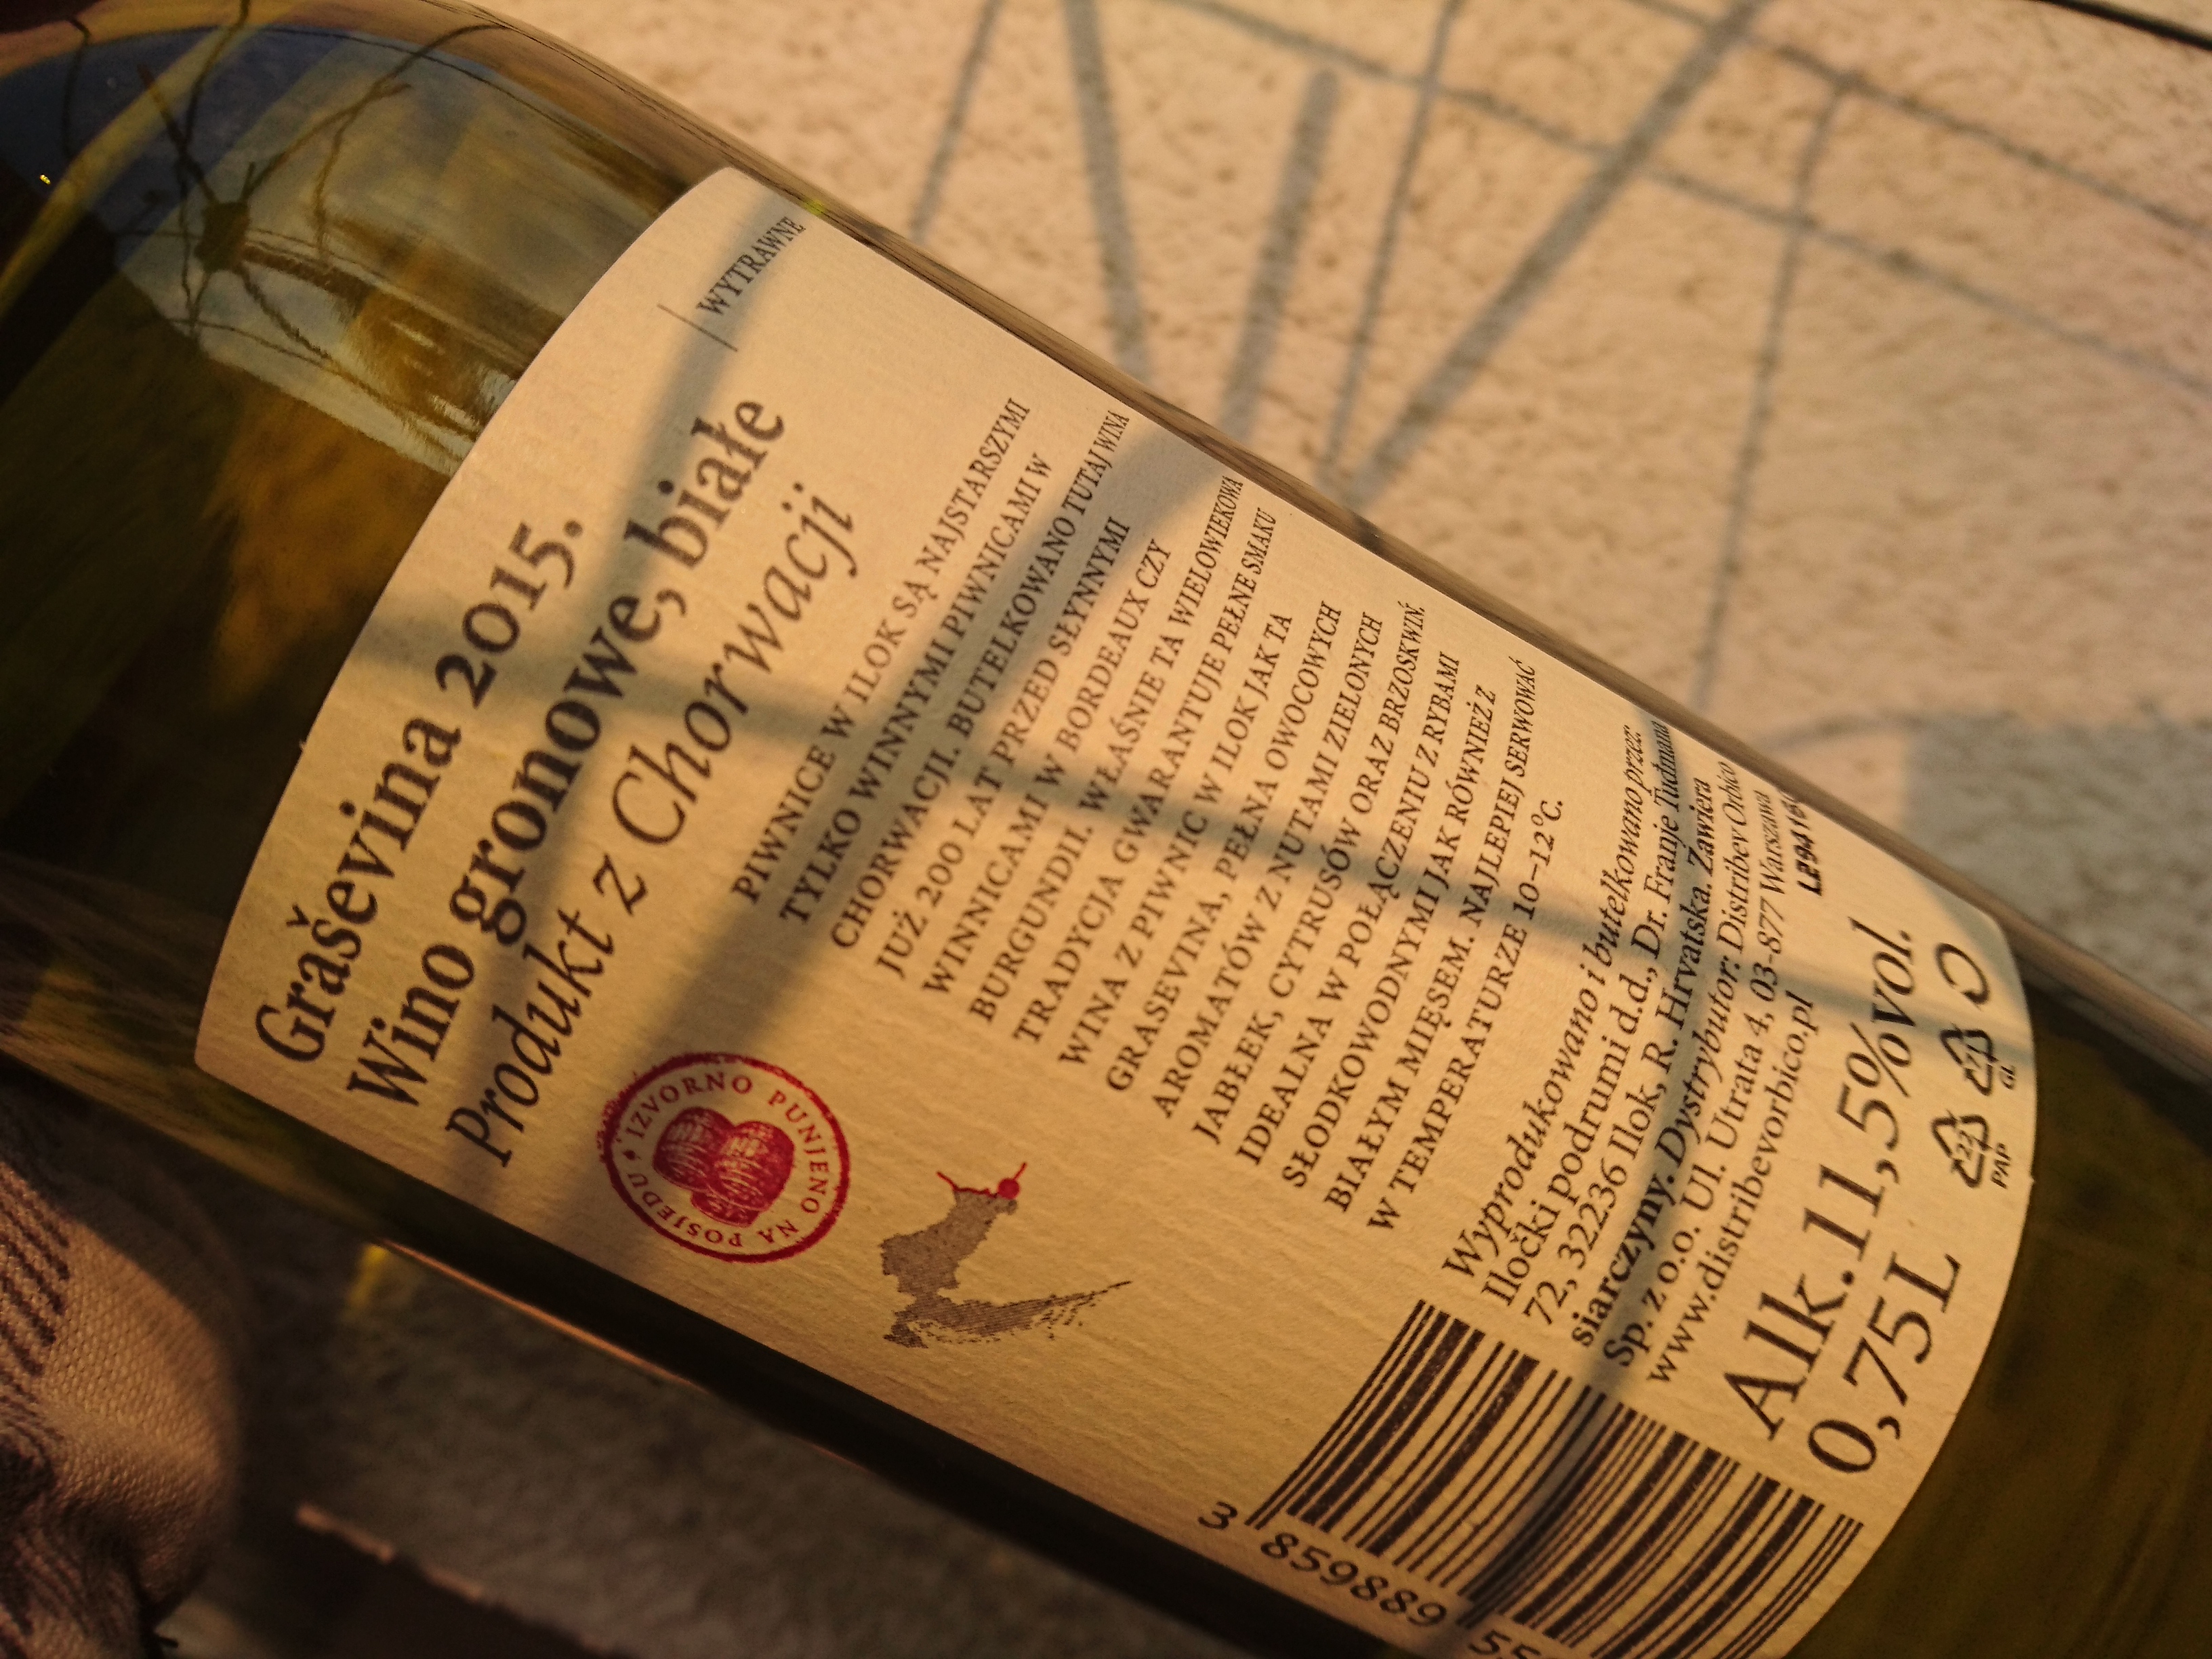 Graševina 2015.
Wino gronowe, białe
Produkt z Chorwacji
WYTRAWNE
IZVORNO PUNJENO NA POSJEDU
PIWNICE W ILOK SĄ NAJSTARSZYMI
TYLKO WINNYMI PIWNICAMI W
CHORWACJI. BUTELKOWANO TUTAJ WINA
JUŻ 200 LAT PRZED SŁYNNYMI
WINNICAMI W BORDEAUX CZY
BURGUNDII. WŁAŚNIE TA WIELOWIEKOWA
TRADYCJA GWARANTUJE PEŁNE SMAKU
WINA Z PIWNIC W ILOK JAK TA
GRASEVINA, PEŁNA OWOCOWYCH
AROMATÓW Z NUTAMI ZIELONYCH
JABŁEK, CYTRUSÓW ORAZ BRZOSKWIŃ.
IDEALNA W POŁĄCZENIU Z RYBAMI
SŁODKOWODNYMI JAK RÓWNIEŻ Z
BIAŁYM MIĘSEM. NAJLEPIEJ SERWOWAĆ
W TEMPERATURZE 10–12°C.
Wyprodukowano i butelkowano przez:
Iločki podrumi d.d., Dr. Franje Tuđmana
72, 32236 Ilok, R. Hrvatska. Zawiera
siarczyny. Dystrybutor: Distribev Orbico
Sp. z o.o. Ul. Utrata 4, 03-877 Warszawa
www.distribevorbico.pl
Alk.11,5%vol.
0,75L
22
PAP
71
GL
3 859889 55